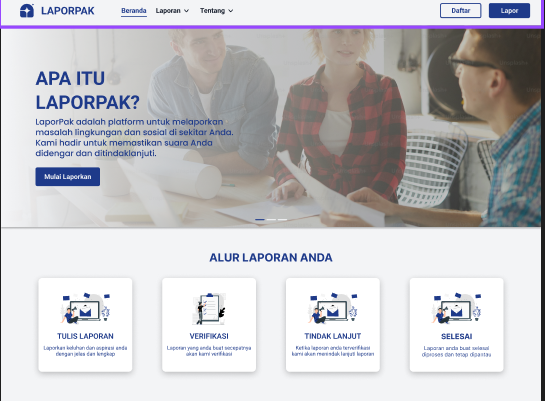 LAPORPAK
Beranda
Laporan
Tentang
Daftar
Lapor
APA ITU
LAPORPAK?
LaporPak adalah platform untuk melaporkan
masalah lingkungan dan sosial di sekitar Anda.
Kami hadir untuk memastikan suara Anda
didengar dan ditindaklanjuti.
Mulai Laporkan
ALUR LAPORAN ANDA
TULIS LAPORAN
Laporkan keluhan dan aspirasi anda
dengan jelas dan lengkap
VERIFIKASI
Laporan yang anda buat secepatnya
akan kami verifikasi
TINDAK LANJUT
Ketika laporan anda terverifikasi
kami akan menindak lanjuti laporan
SELESAI
Laporan anda buat selesai
diproses dan tetap dipantau